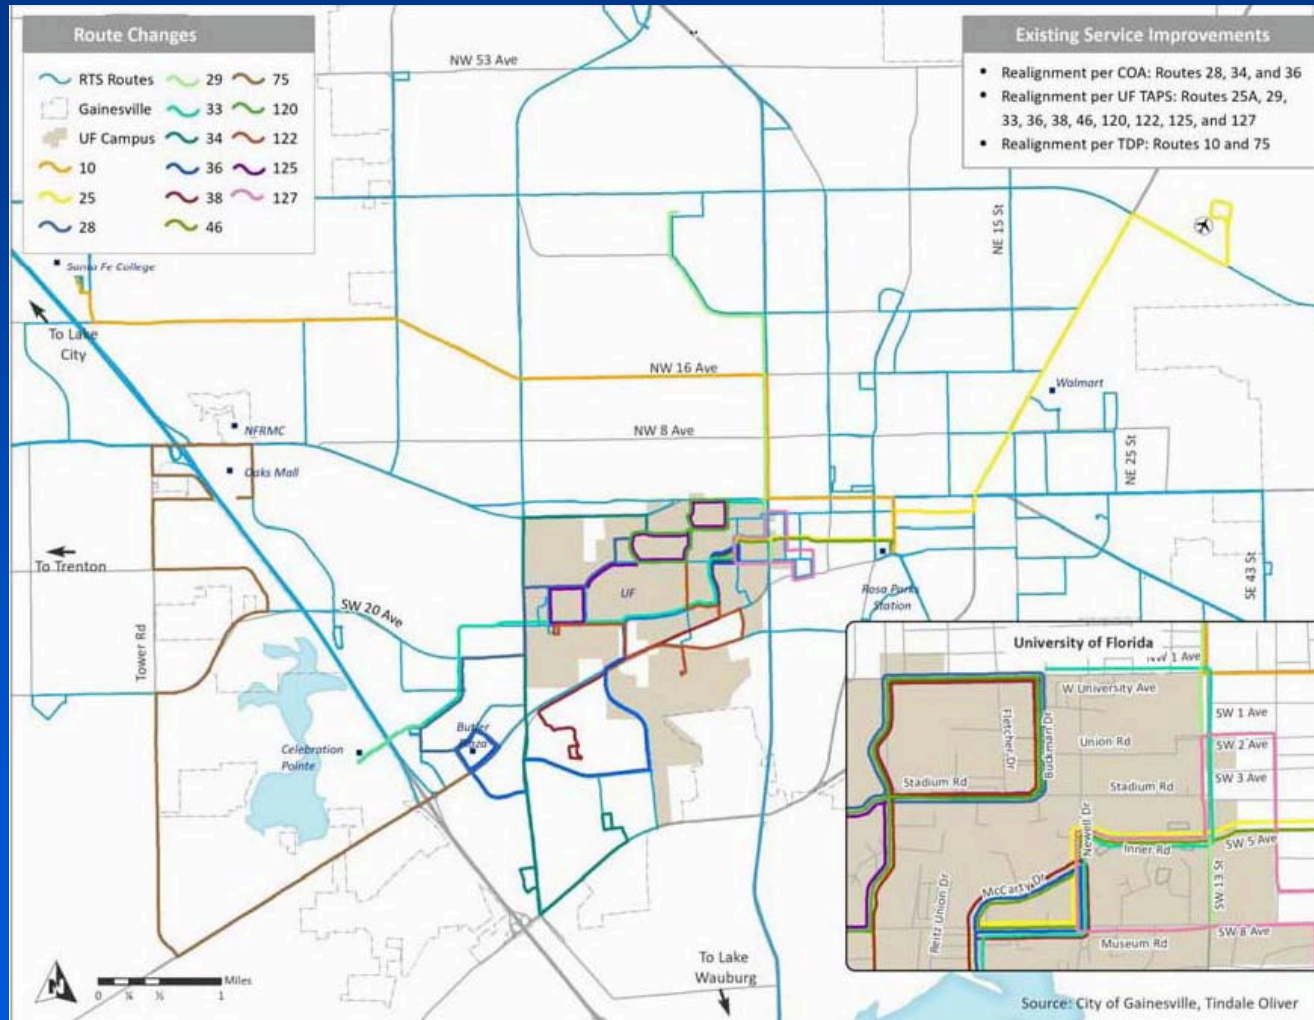 Route Changes
RTS Routes
Gainesville
UF Campus
10
25
28
29
33
34
36
38
46
75
120
122
125
127
Existing Service Improvements
• Realignment per COA: Routes 28, 34, and 36
• Realignment per UF TAPS: Routes 25A, 29,
33, 36, 38, 46, 120, 122, 125, and 127
• Realignment per TDP: Routes 10 and 75
NW 53 Ave
NE 15 St
Santa Fe College
To Lake
City
NW 16 Ave
Walmart
NFRMC
NW 8 Ave
Oaks Mall
NE 25 St
To Trenton
SW 20 Ave
UF
Rosa Parks
Station
SE 43 St
Tower Rd
Butler
Plaza
Celebration
Pointe
University of Florida
NW 1 Ave
W University Ave
Fletcher Dr
Buckman Dr
Union Rd
SW 1 Ave
SW 2 Ave
SW 3 Ave
Stadium Rd
Stadium Rd
Newell Dr
Inner Rd
SW 5 Ave
McCarty Dr
Reitz Union Dr
SW 13 St
SW 8 Ave
Museum Rd
To Lake
Wauburg
N
Miles
0 ¼ ½ 1
Source: City of Gainesville, Tindale Oliver